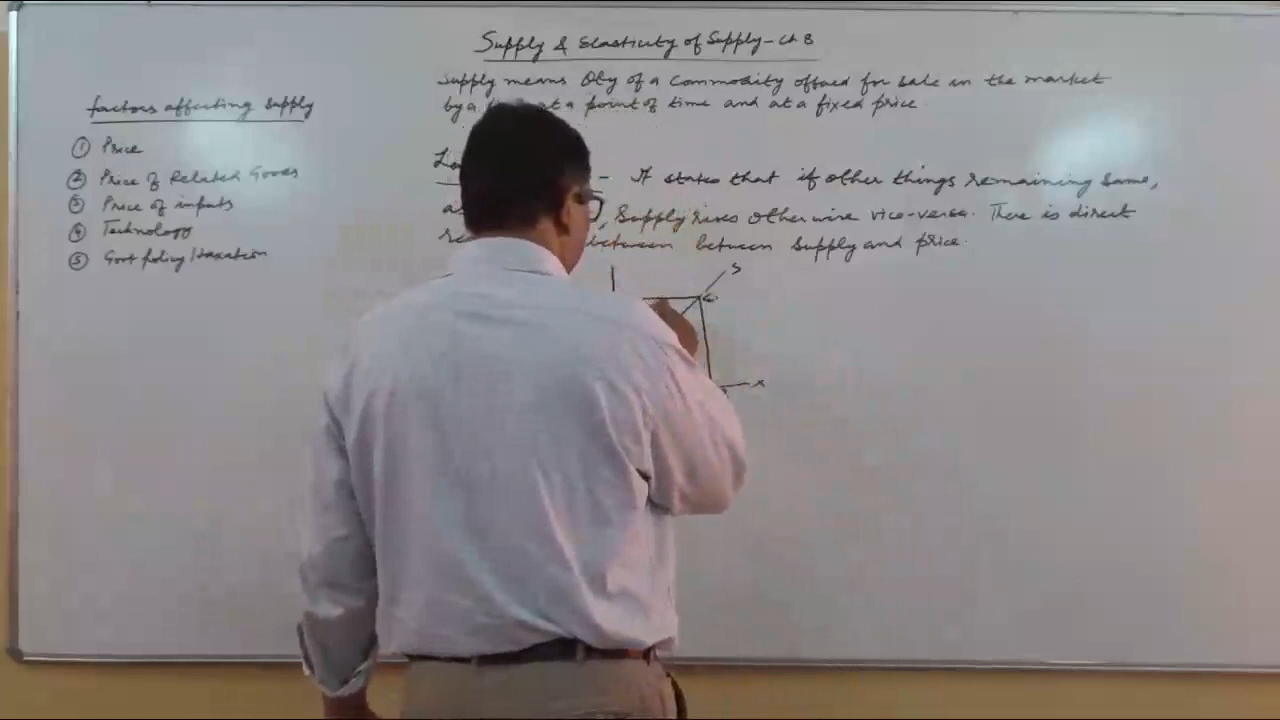 Supply & Elasticity of Supply - Ch 8
Supply means Qty of a Commodity offered for sale in the market
by a at a point of time and at a fixed price.
- It states that if other things remaining same,
as , Supply rises otherwise vice-versa. There is direct
between between supply and price.
factors affecting Supply
① Price
② Price of Related Goods
③ Price of inputs
④ Technology
⑤ Govt policy / taxation
S
X